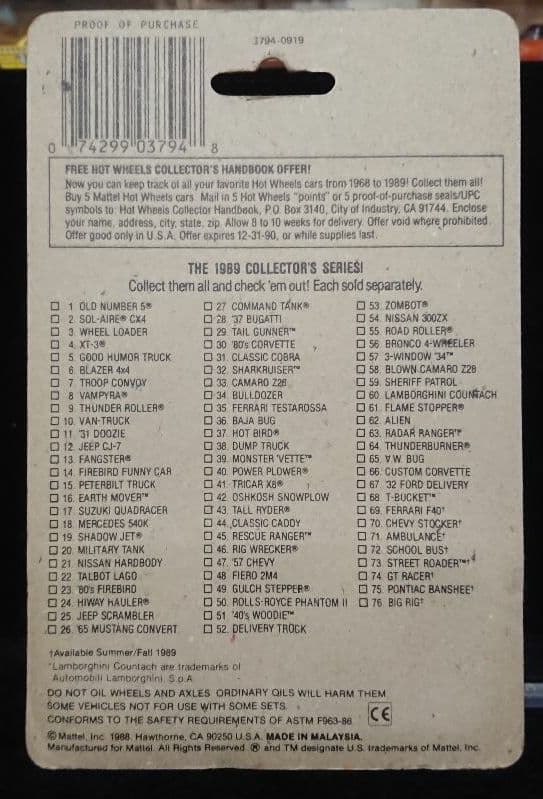 PROOF OF PURCHASE
3794-0919
0 74299 03794 8
FREE HOT WHEELS COLLECTOR'S HANDBOOK OFFER!
Now you can keep track of all your favorite Hot Wheels cars from 1968 to 1989! Collect them all!
Buy 5 Mattel Hot Wheels cars. Mail in 5 Hot Wheels "points" or 5 proof-of-purchase seals/UPC
symbols to: Hot Wheels Collector Handbook, P.O. Box 3140, City of Industry, CA 91744. Enclose
your name, address, city, state, zip. Allow 8 to 10 weeks for delivery. Offer void where prohibited.
Offer good only in U.S.A. Offer expires 12-31-90, or while supplies last.
THE 1989 COLLECTOR'S SERIES!
Collect them all and check 'em out! Each sold separately.
1. OLD NUMBER 5®
2. SOL-AIRE® CX4
3. WHEEL LOADER
4. XT-3®
5. GOOD HUMOR TRUCK
6. BLAZER 4x4
7. TROOP CONVOY
8. VAMPYRA®
9. THUNDER ROLLER®
10. VAN-TRUCK
11. '31 DOOZIE
12. JEEP CJ-7
13. FANGSTER®
14. FIREBIRD FUNNY CAR
15. PETERBILT TRUCK
16. EARTH MOVER™
17. SUZUKI QUADRACER
18. MERCEDES 540K
19. SHADOW JET®
20. MILITARY TANK
21. NISSAN HARDBODY
22. TALBOT LAGO
23. '80's FIREBIRD
24. HIWAY HAULER®
25. JEEP SCRAMBLER
26. '65 MUSTANG CONVERT
27. COMMAND TANK®
28. '37 BUGATTI
29. TAIL GUNNER™
30. '80's CORVETTE
31. CLASSIC COBRA
32. SHARKRUISER™
33. CAMARO Z28
34. BULLDOZER
35. FERRARI TESTAROSSA
36. BAJA BUG
37. HOT BIRD®
38. DUMP TRUCK
39. MONSTER VETTE™
40. POWER PLOWER®
41. TRICAR X8®
42. OSHKOSH SNOWPLOW
43. TALL RYDER®
44. CLASSIC CADDY
45. RESCUE RANGER™
46. RIG WRECKER®
47. '57 CHEVY
48. FIERO 2M4
49. GULCH STEPPER®
50. ROLLS-ROYCE PHANTOM II
51. '40's WOODIE™
52. DELIVERY TRUCK
53. ZOMBOT®
54. NISSAN 300ZX
55. ROAD ROLLER®
56. BRONCO 4-WHEELER
57. 3-WINDOW '34™
58. BLOWN CAMARO Z28
59. SHERIFF PATROL
60. LAMBORGHINI COUNTACH
61. FLAME STOPPER®
62. ALIEN
63. RADAR RANGER™
64. THUNDERBURNER®
65. V.W. BUG
66. CUSTOM CORVETTE
67. '32 FORD DELIVERY
68. T-BUCKET™
69. FERRARI F40†
70. CHEVY STOCKER†
71. AMBULANCE†
72. SCHOOL BUS†
73. STREET ROADER™†
74. GT RACER†
75. PONTIAC BANSHEE†
76. BIG RIG†
†Available Summer/Fall 1989
*Lamborghini Countach are trademarks of
Automobili Lamborghini, S.p.A.
DO NOT OIL WHEELS AND AXLES. ORDINARY OILS WILL HARM THEM.
SOME VEHICLES NOT FOR USE WITH SOME SETS.
CONFORMS TO THE SAFETY REQUIREMENTS OF ASTM F963-86. CE
© Mattel, Inc. 1988. Hawthorne, CA 90250 U.S.A. MADE IN MALAYSIA.
Manufactured for Mattel. All Rights Reserved. ® and TM designate U.S. trademarks of Mattel, Inc.